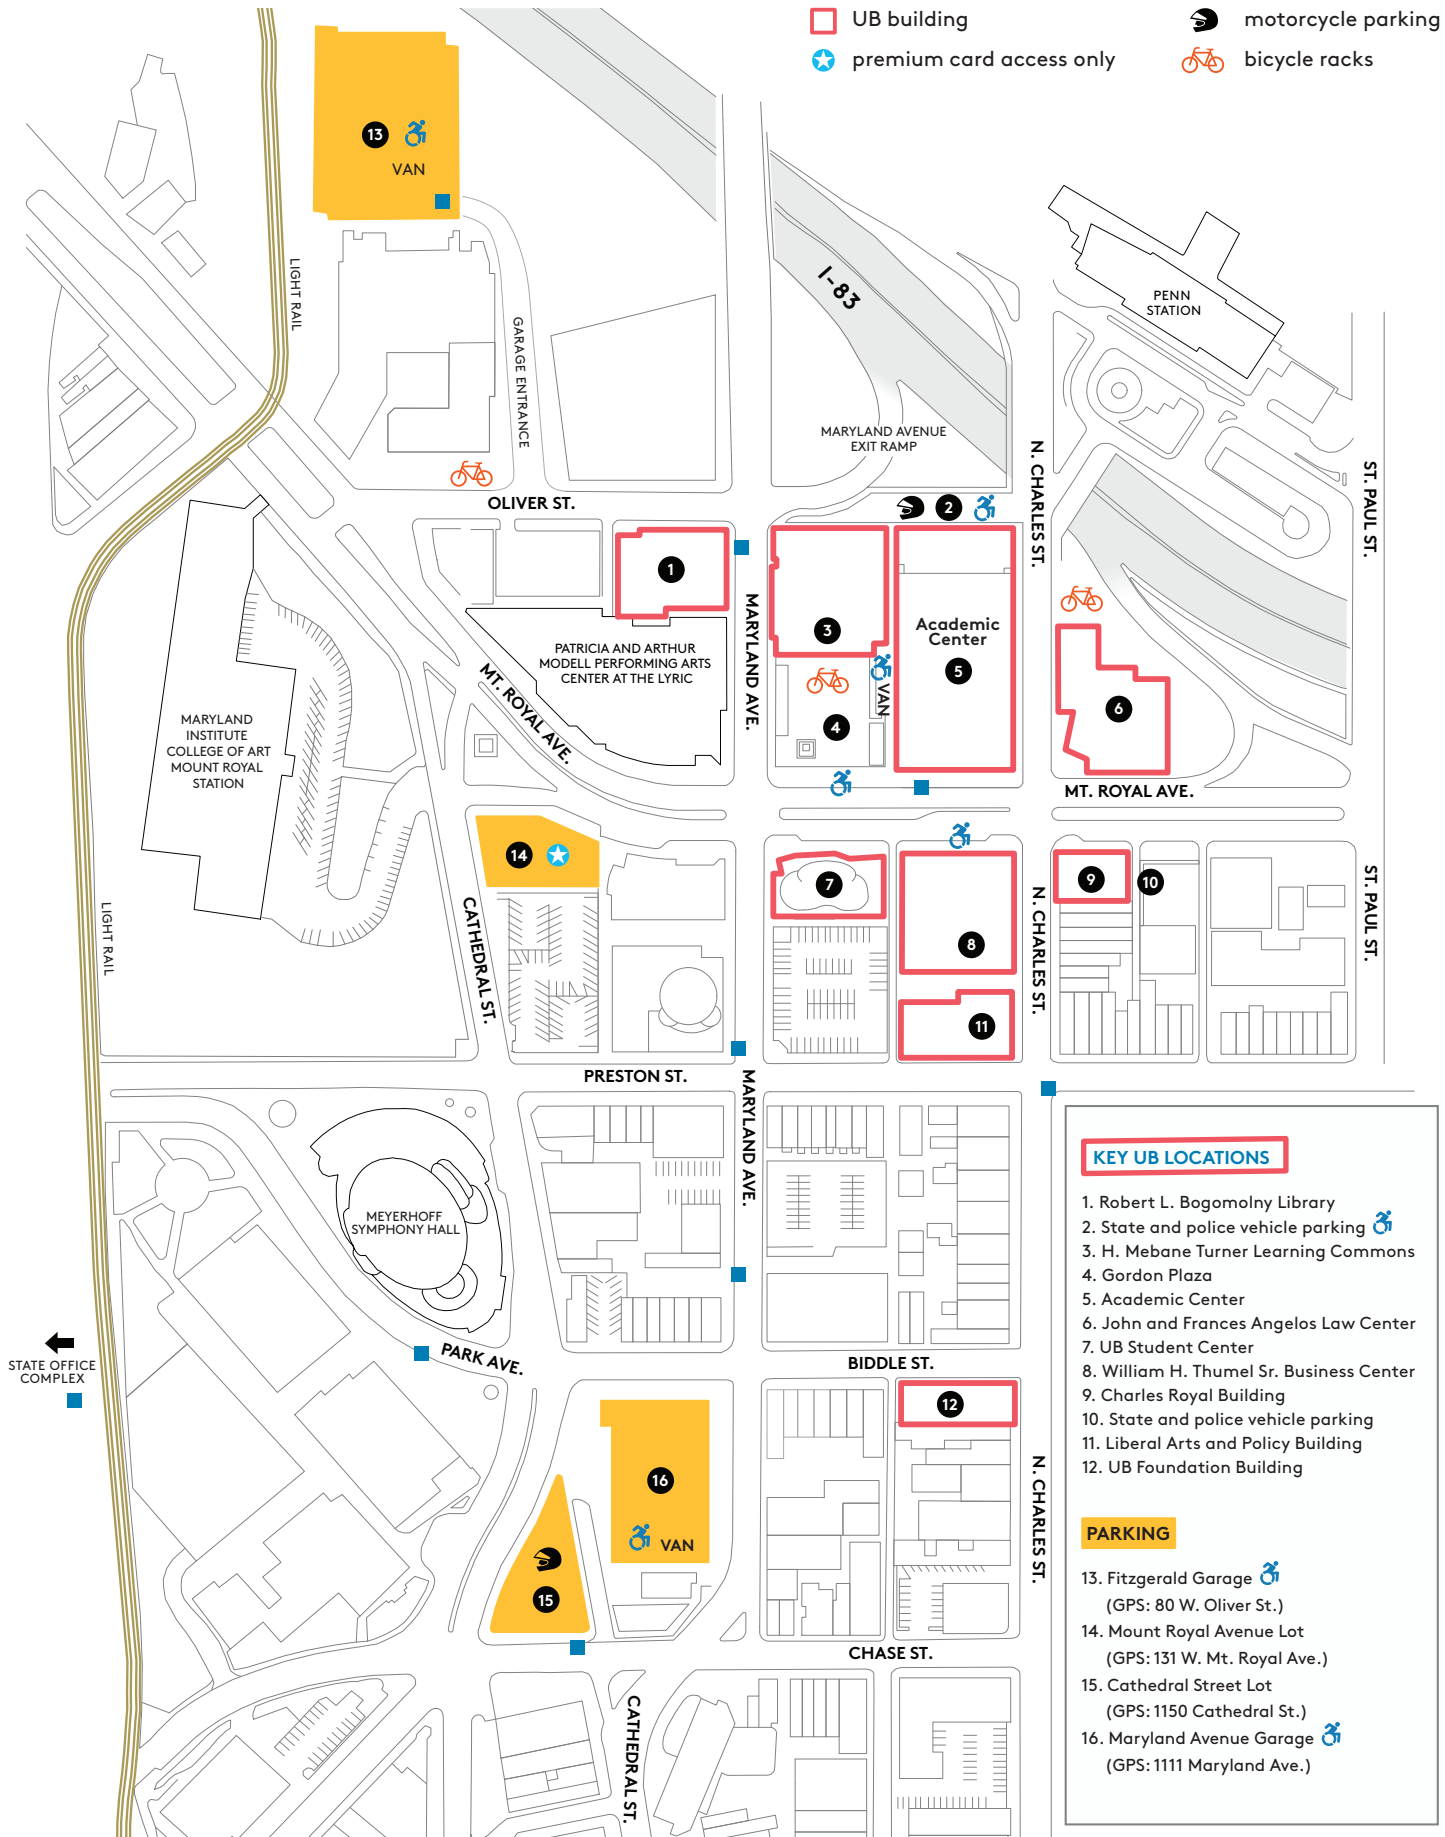 UB building
motorcycle parking
premium card access only
bicycle racks
13
VAN
LIGHT RAIL
GARAGE ENTRANCE
I-83
PENN
STATION
MARYLAND AVENUE
EXIT RAMP
N. CHARLES ST.
ST. PAUL ST.
OLIVER ST.
2
1
MARYLAND AVE.
3
Academic
Center
5
VAN
4
6
PATRICIA AND ARTHUR
MODELL PERFORMING ARTS
CENTER AT THE LYRIC
MT. ROYAL AVE.
MARYLAND
INSTITUTE
COLLEGE OF ART
MOUNT ROYAL
STATION
MT. ROYAL AVE.
14
7
8
9
10
LIGHT RAIL
CATHEDRAL ST.
N. CHARLES ST.
ST. PAUL ST.
11
PRESTON ST.
MARYLAND AVE.
MEYERHOFF
SYMPHONY HALL
STATE OFFICE
COMPLEX
PARK AVE.
BIDDLE ST.
12
16
VAN
15
N. CHARLES ST.
CHASE ST.
CATHEDRAL ST.
KEY UB LOCATIONS
1. Robert L. Bogomolny Library
2. State and police vehicle parking
3. H. Mebane Turner Learning Commons
4. Gordon Plaza
5. Academic Center
6. John and Frances Angelos Law Center
7. UB Student Center
8. William H. Thumel Sr. Business Center
9. Charles Royal Building
10. State and police vehicle parking
11. Liberal Arts and Policy Building
12. UB Foundation Building
PARKING
13. Fitzgerald Garage
(GPS: 80 W. Oliver St.)
14. Mount Royal Avenue Lot
(GPS: 131 W. Mt. Royal Ave.)
15. Cathedral Street Lot
(GPS: 1150 Cathedral St.)
16. Maryland Avenue Garage
(GPS: 1111 Maryland Ave.)